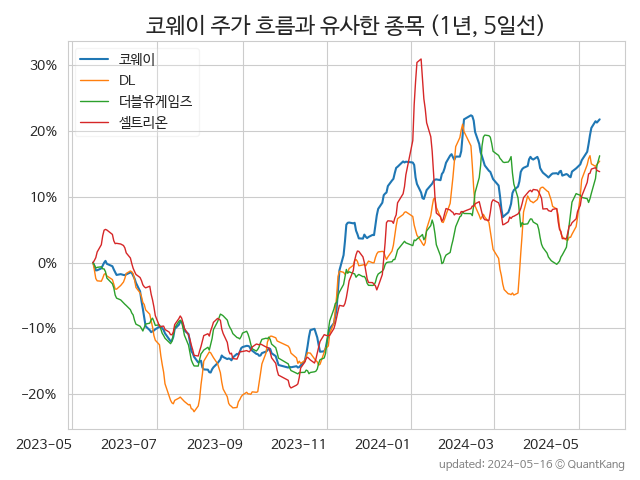 코웨이 주가 흐름과 유사한 종목 (1년, 5일선)
코웨이
DL
더블유게임즈
셀트리온
30%
20%
10%
0%
−10%
−20%
2023−05
2023−07
2023−09
2023−11
2024−01
2024−03
2024−05
updated: 2024−05−16 © QuantKang